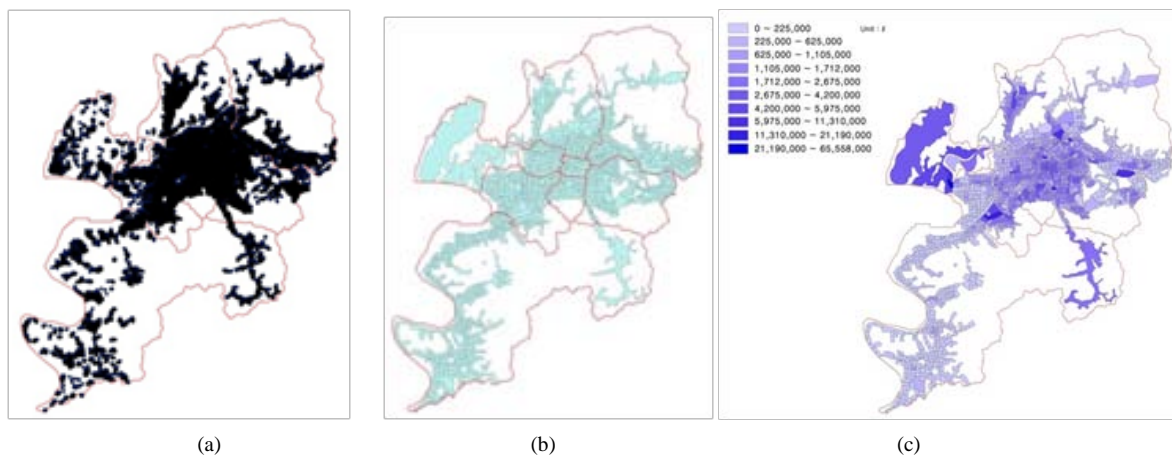 0 ~ 225,000
225,000 ~ 625,000
625,000 ~ 1,105,000
1,105,000 ~ 1,712,000
1,712,000 ~ 2,675,000
2,675,000 ~ 4,200,000
4,200,000 ~ 5,975,000
5,975,000 ~ 11,310,000
11,310,000 ~ 21,190,000
21,190,000 ~ 65,558,000
Unit :
(a)
(b)
(c)